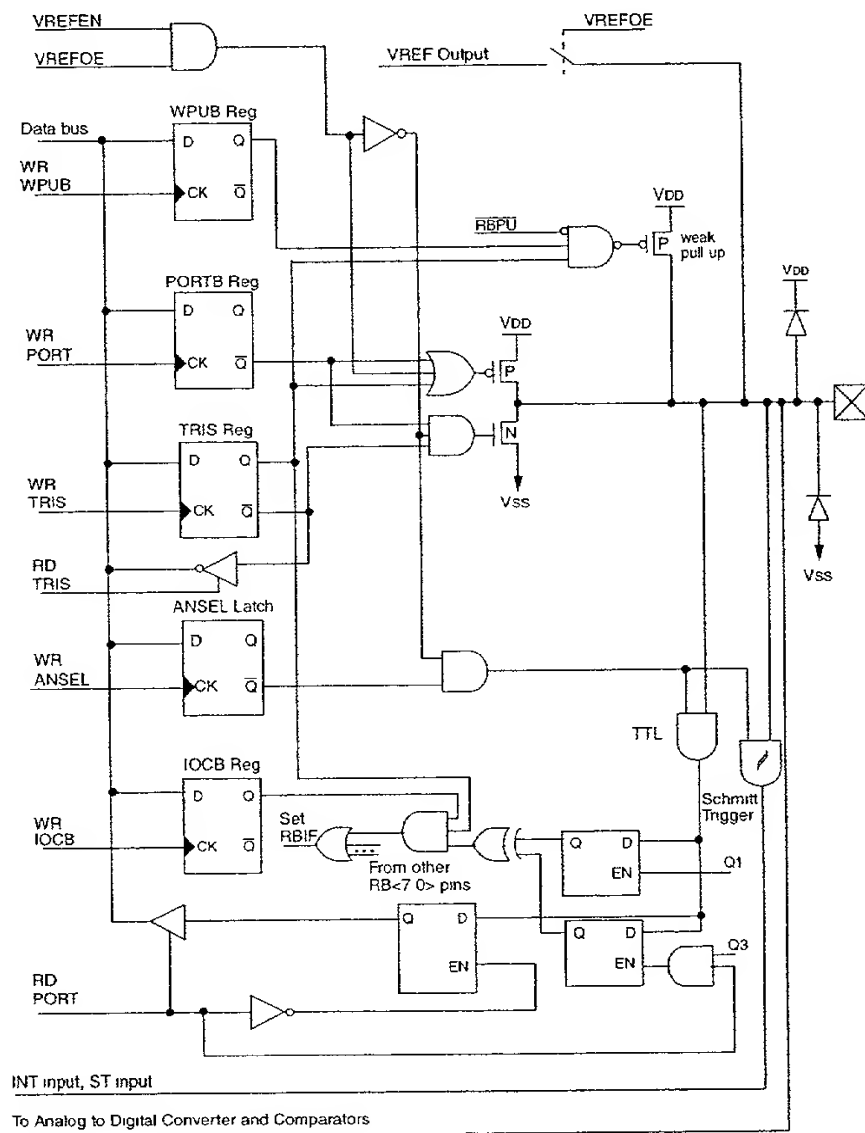 VREFEN
VREFOE
VREFOE
VREF Output
WPUB Reg
Data bus
D
Q
WR
WPUB
CK
Q
VDD
RBPU
P
weak
pull up
VDD
PORTB Reg
D
Q
WR
PORT
CK
Q
VDD
P
TRIS Reg
N
D
Q
WR
TRIS
CK
Q
VSS
RD
TRIS
VSS
ANSEL Latch
D
Q
WR
ANSEL
CK
Q
TTL
IOCB Reg
D
Q
Schmitt
Trigger
Set
RBIF
WR
IOCB
CK
Q
From other
RB<7 0> pins
Q
D
EN
Q1
Q
D
EN
Q
D
EN
Q3
RD
PORT
INT input, ST input
To Analog to Digital Converter and Comparators